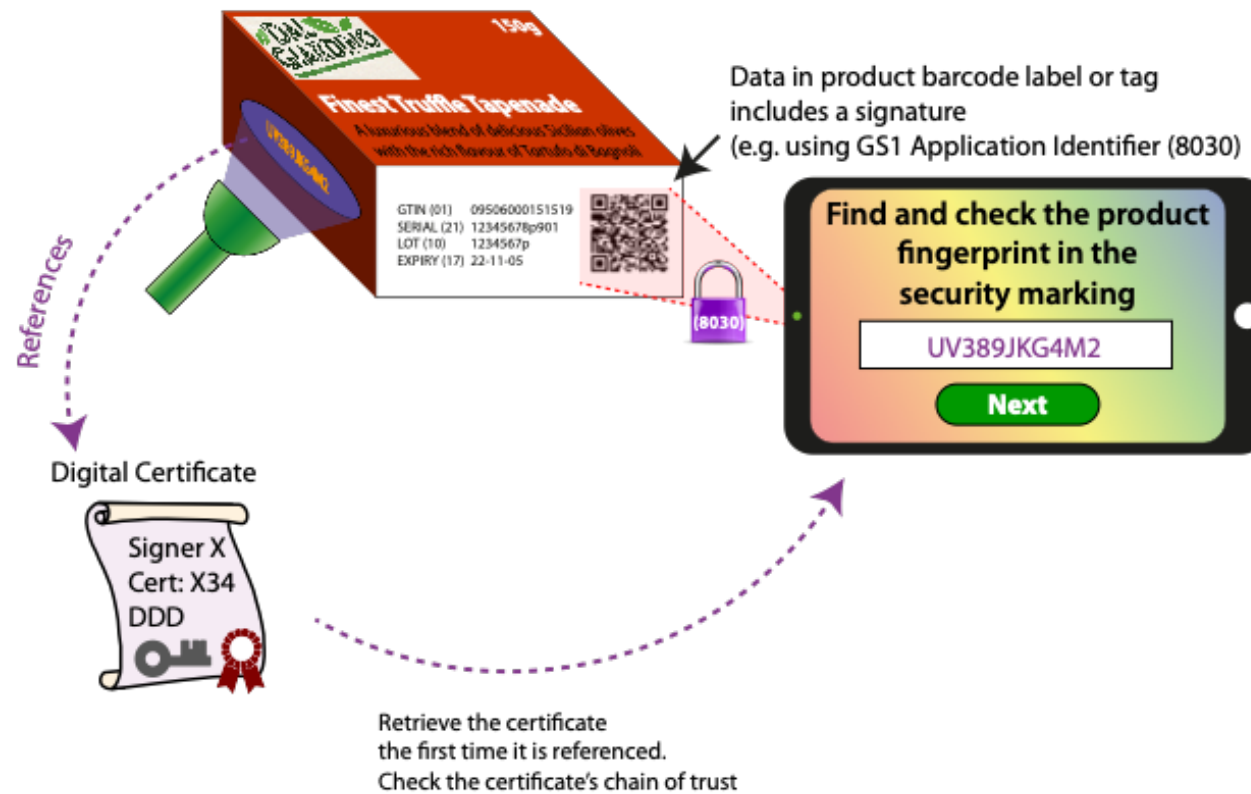 DAL GIARDINO
150g
Finest Truffle Tapenade
A luxurious blend of delicious Sicilian olives
with the rich flavour of Tartufo di Bagnoli
UV389JKG4M2
GTIN (01) 09506000151519
SERIAL (21) 12345678p901
LOT (10) 1234567p
EXPIRY (17) 22-11-05
(8030)
Data in product barcode label or tag
includes a signature
(e.g. using GS1 Application Identifier (8030)
Find and check the product
fingerprint in the
security marking
UV389JKG4M2
Next
References
Digital Certificate
Signer X
Cert: X34
DDD
Retrieve the certificate
the first time it is referenced.
Check the certificate's chain of trust